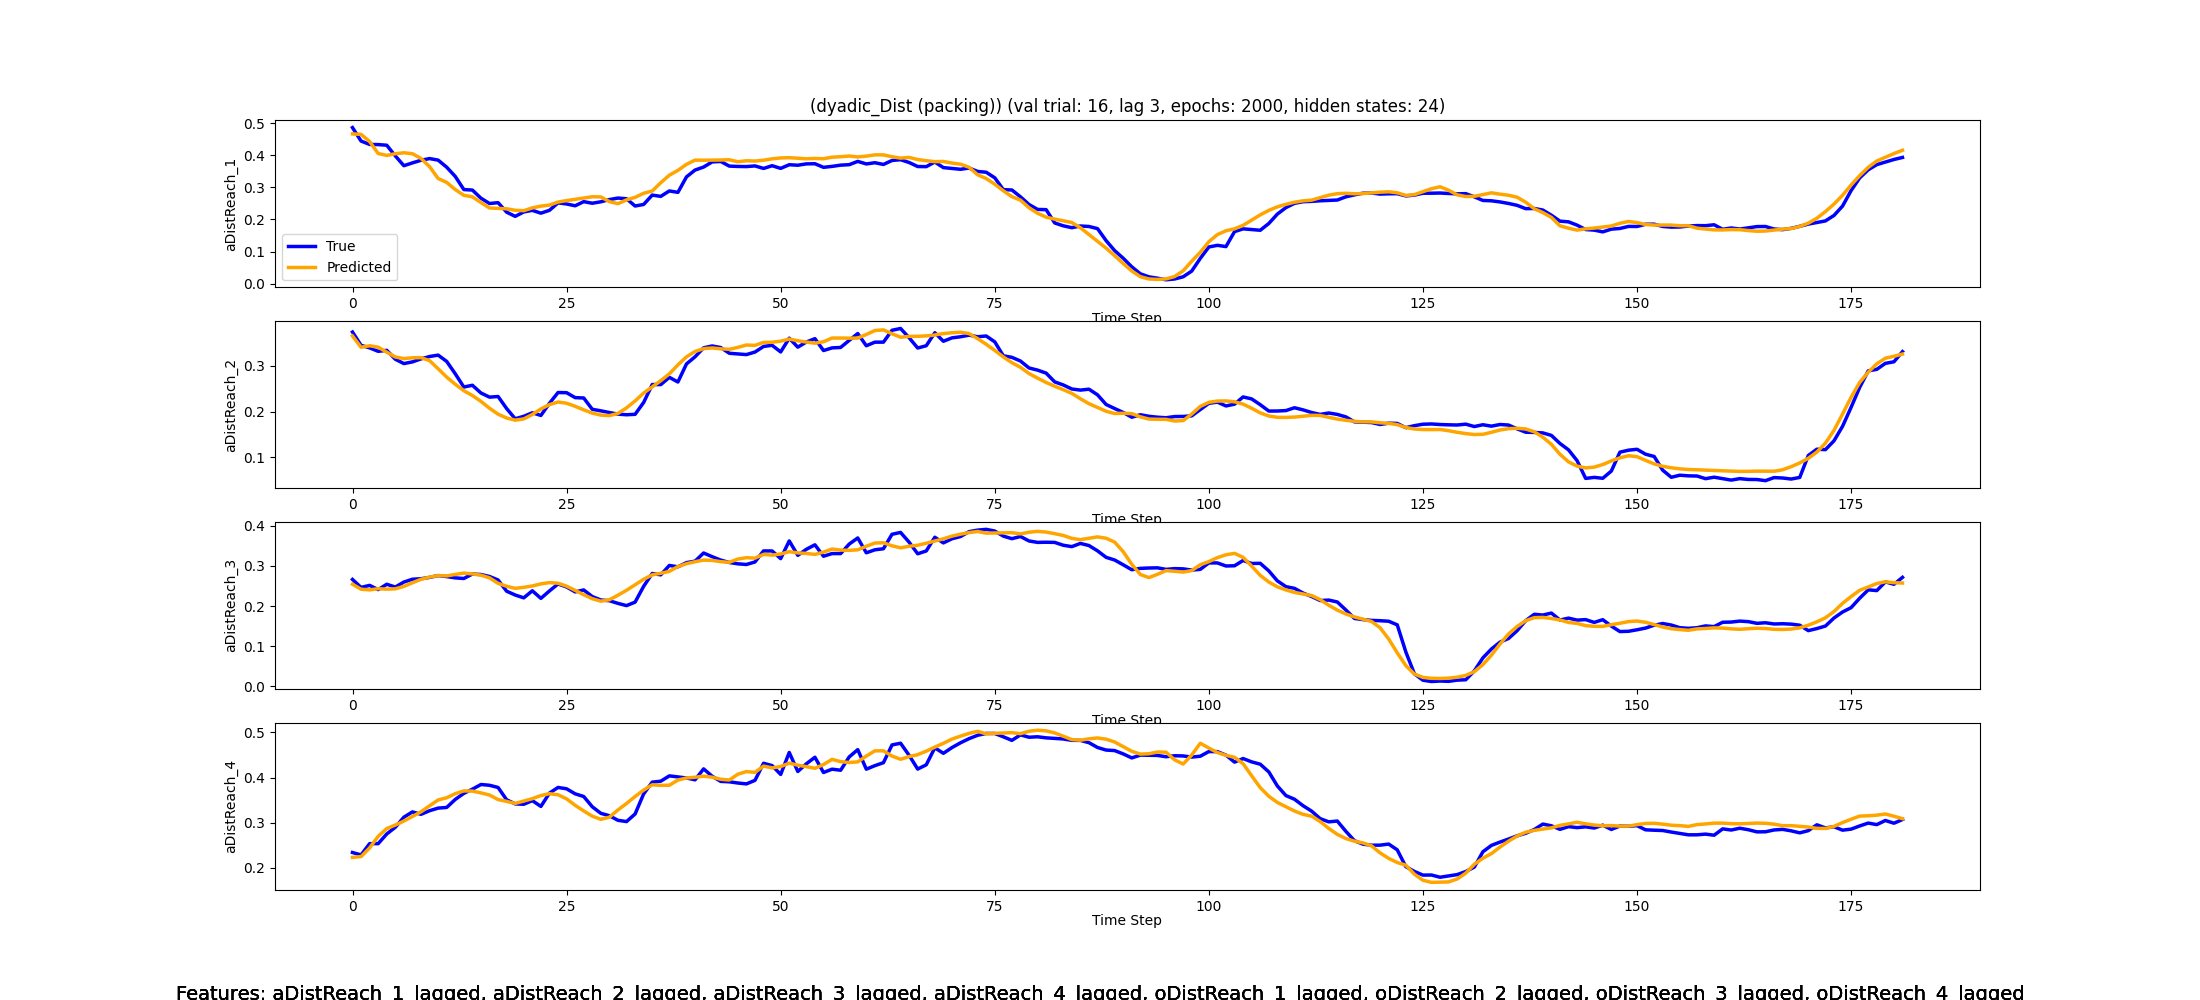 (dyadic_Dist (packing)) (val trial: 16, lag 3, epochs: 2000, hidden states: 24)
0.5
0.4
0.3
0.2
0.1
0.0
aDistReach_1
True
Predicted
0 25 50 75 100 125 150 175
Time Step
0.3
0.2
0.1
aDistReach_2
0 25 50 75 100 125 150 175
Time Step
0.4
0.3
0.2
0.1
0.0
aDistReach_3
0 25 50 75 100 125 150 175
Time Step
0.5
0.4
0.3
0.2
aDistReach_4
0 25 50 75 100 125 150 175
Time Step
Features: aDistReach_1_lagged, aDistReach_2_lagged, aDistReach_3_lagged, aDistReach_4_lagged, oDistReach_1_lagged, oDistReach_2_lagged, oDistReach_3_lagged, oDistReach_4_lagged